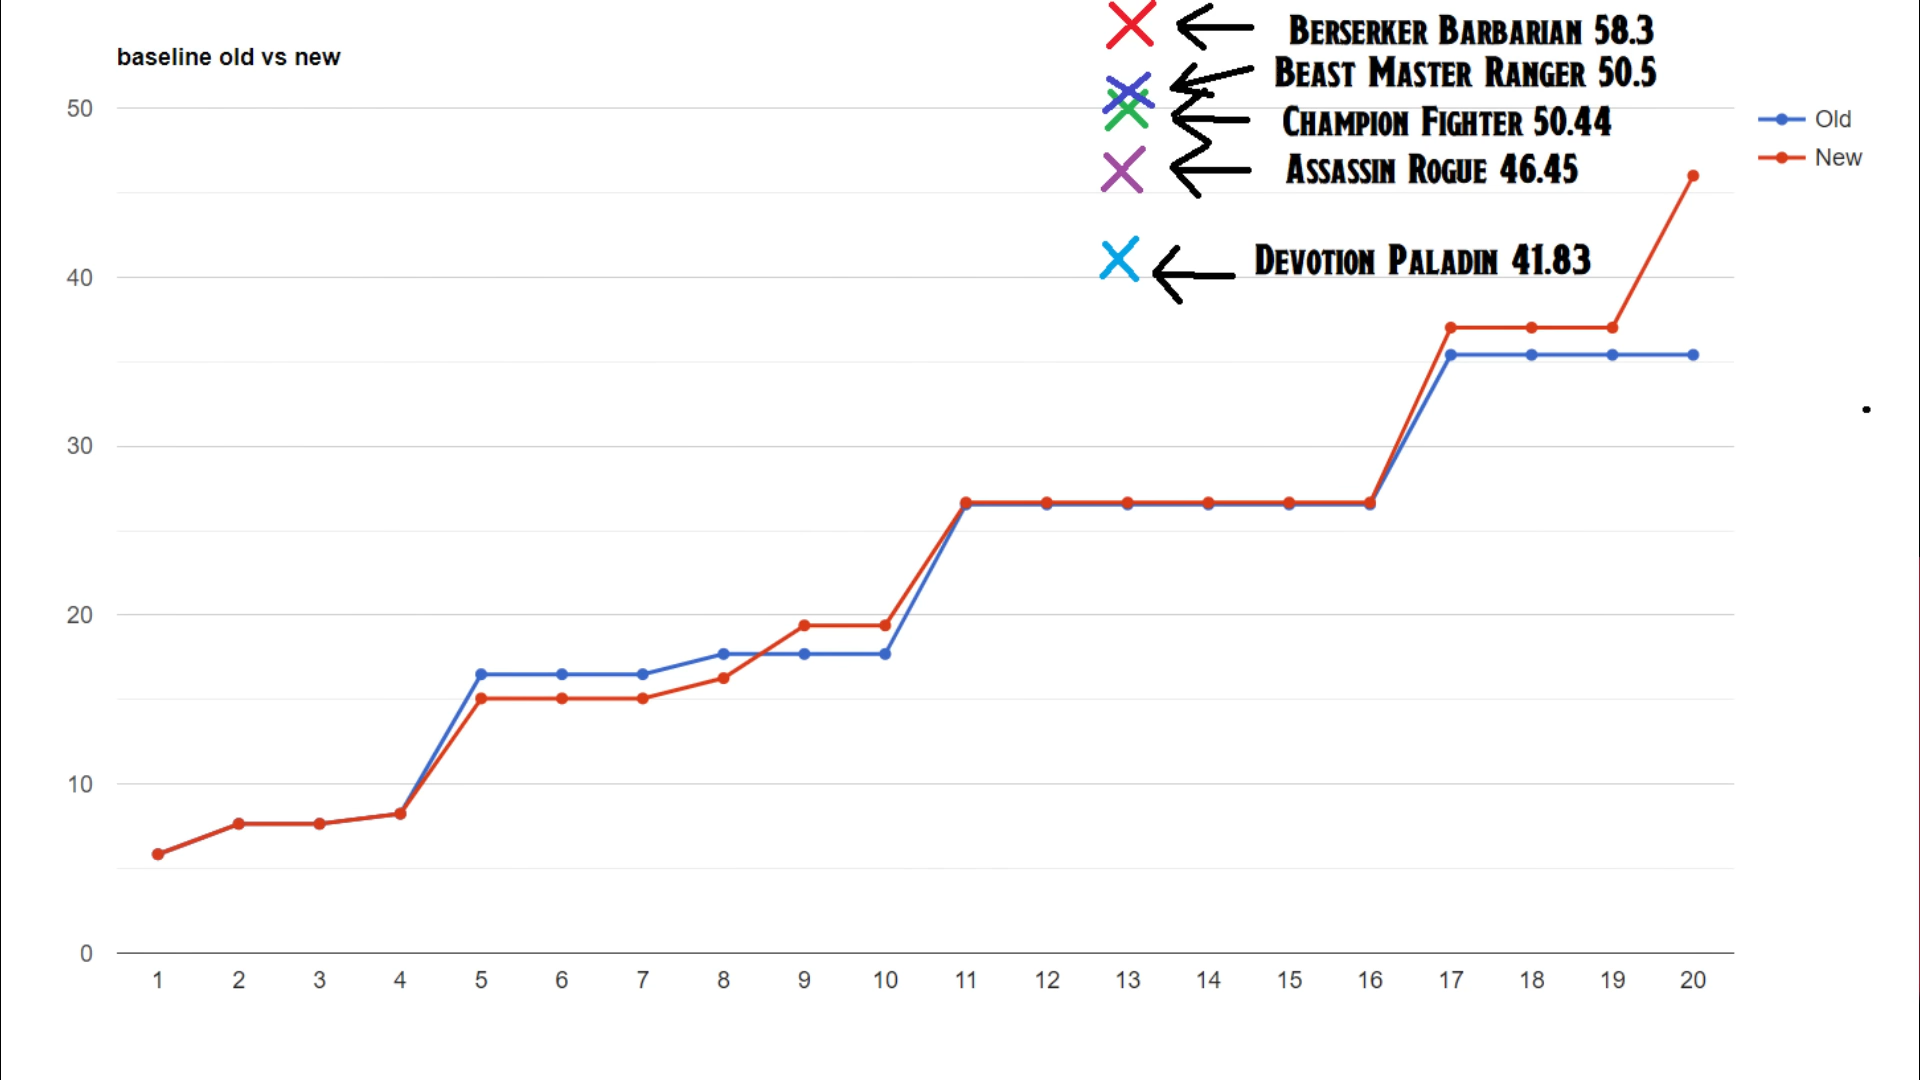 baseline old vs new
Berserker Barbarian 58.3
Beast Master Ranger 50.5
Champion Fighter 50.44
Assassin Rogue 46.45
Devotion Paladin 41.83
Old
New
50
40
30
20
10
0
1 2 3 4 5 6 7 8 9 10 11 12 13 14 15 16 17 18 19 20